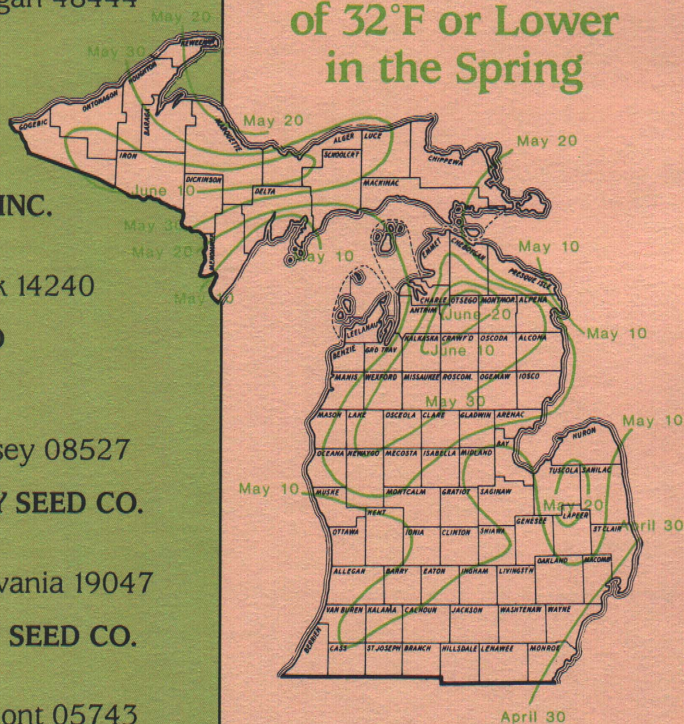 gan 48444
INC.
k 14240
sey 08527
Y SEED CO.
vania 19047
SEED CO.
ont 05743
of 32°F or Lower
in the Spring
May 20
May 30
KEWEENAW
HOUGHTON
ONTONAGON
GOGEBIC
BARAGA
MARQUETTE
May 20
ALGER
LUCE
SCHOOLCRT
CHIPPEWA
May 20
IRON
DICKINSON
DELTA
MACKINAC
June 10
May 30
May 20
May 10
EMMET
CHEBOYGAN
PRESQUE ISLE
May 10
CHARLE
OTSEGO
MONTMOR
ALPENA
ANTRIM
June 20
LEELANAU
May 10
BENZIE
GRD TRAV
KALKASKA
CRAWF'D
OSCODA
ALCONA
June 10
MANIS
WEXFORD
MISSAUKEE
ROSCOM.
OGEMAW
IOSCO
May 30
MASON
LAKE
OSCEOLA
CLARE
GLADWIN
ARENAC
May 10
HURON
BAY
OCEANA
NEWAYGO
MECOSTA
ISABELLA
MIDLAND
TUSCOLA
SANILAC
May 10
MUSKE
MONTCALM
GRATIOT
SAGINAW
May 20
KENT
GENESEE
LAPEER
ST CLAIR
April 30
OTTAWA
IONIA
CLINTON
SHIAWA
OAKLAND
MACOMB
ALLEGAN
BARRY
EATON
INGHAM
LIVINGSTN
VAN BUREN
KALAMA
CALHOUN
JACKSON
WASHTENAW
WAYNE
BERRIEN
CASS
ST JOSEPH
BRANCH
HILLSDALE
LENAWEE
MONROE
April 30